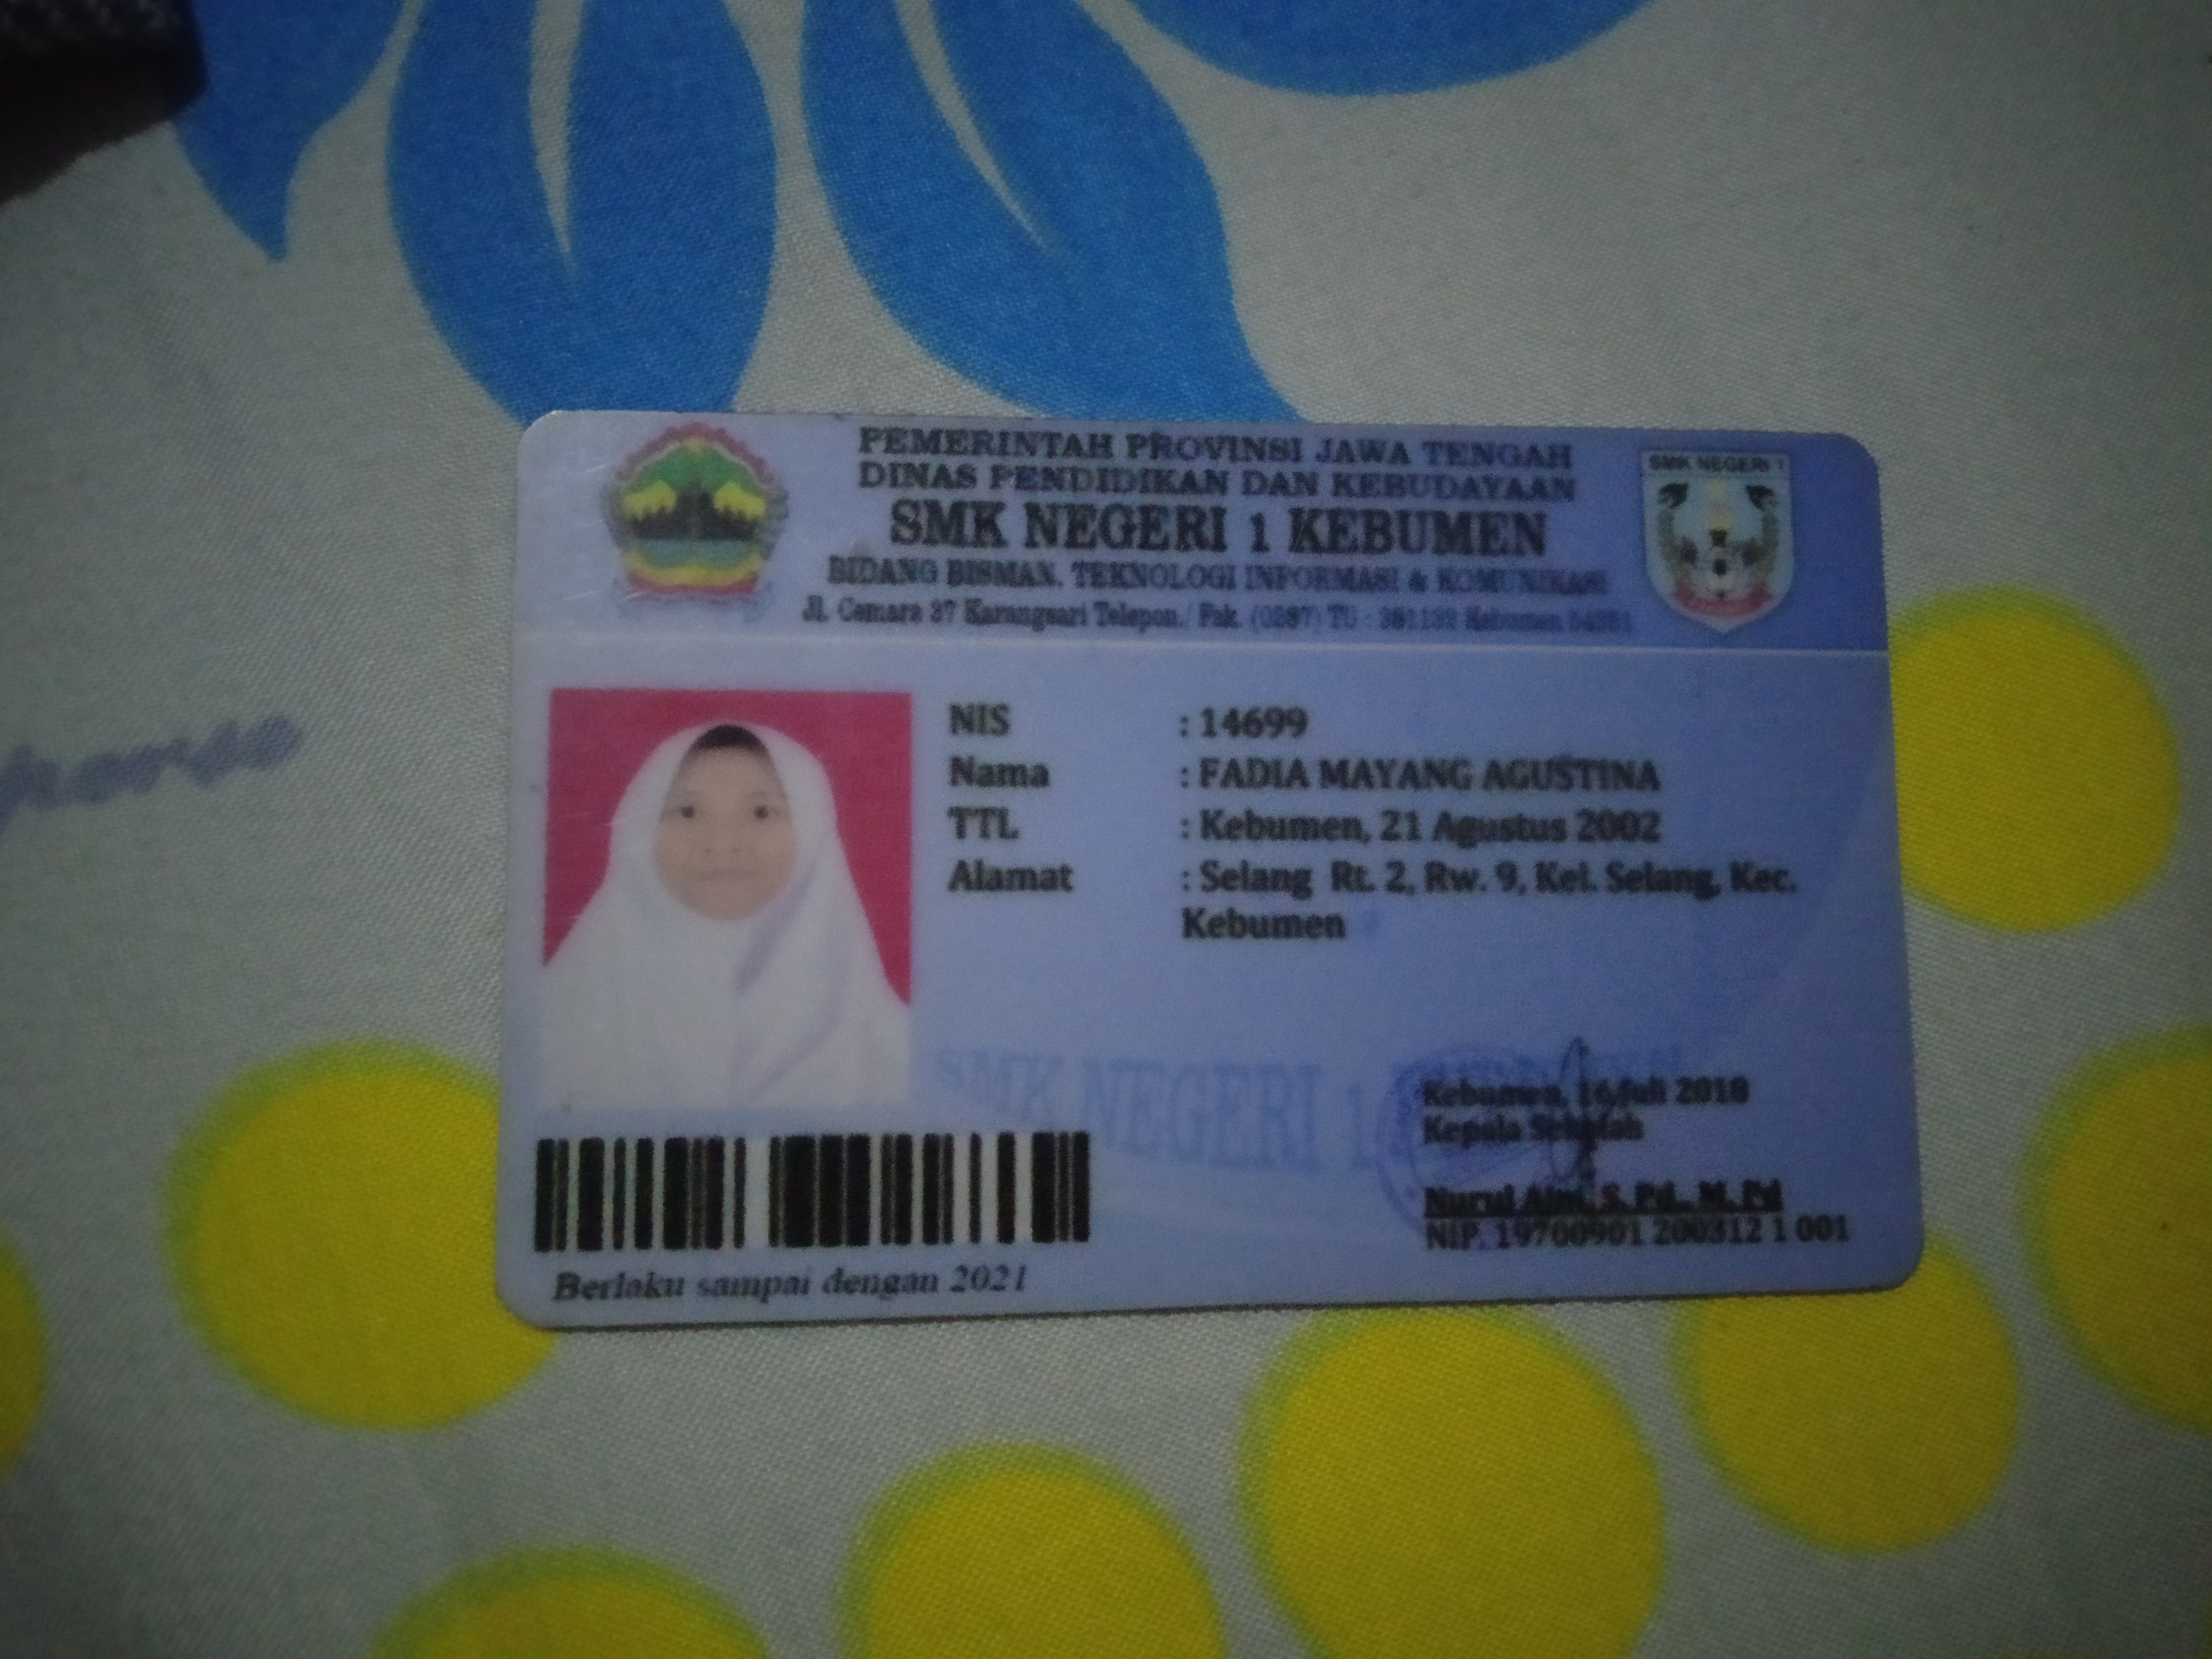 PEMERINTAH PROVINSI JAWA TENGAH
DINAS PENDIDIKAN DAN KEBUDAYAAN
SMK NEGERI 1 KEBUMEN
BIDANG BISMAN. TEKNOLOGI INFORMASI & KOMUNIKASI
Jl. Cemara 37 Karangsari Telepon./ Fak. (0287) TU : 381132 Kebumen
SMK NEGERI 1
NIS : 14699
Nama : FADIA MAYANG AGUSTINA
TTL : Kebumen, 21 Agustus 2002
Alamat : Selang Rt. 2, Rw. 9, Kel. Selang, Kec.
Kebumen
SMK NEGERI 1
Kebumen, 16 Juli 2018
Kepala Sekolah
Nurul Aini, S. Pd., M. Pd
NIP. 19700901 200312 1 001
Berlaku sampai dengan 2021